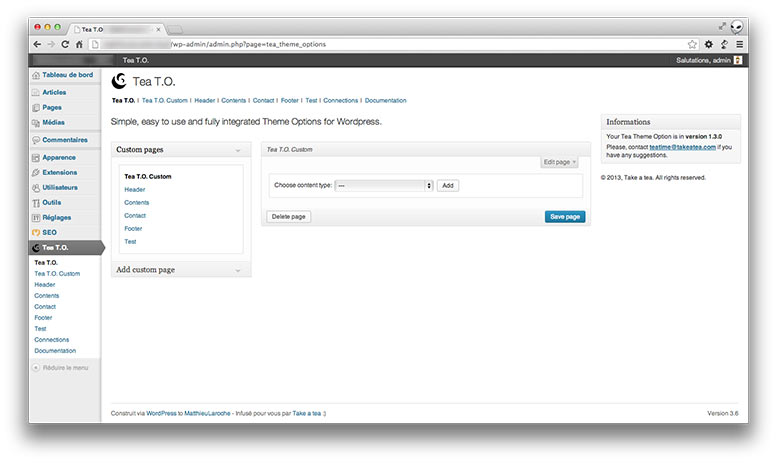 Tea T.O.
/wp-admin/admin.php?page=tea_theme_options
Tea T.O.
Salutations, admin
Tableau de bord
Articles
Pages
Médias
Commentaires
Apparence
Extensions
Utilisateurs
Outils
Réglages
SEO
Tea T.O.
Tea T.O.
Tea T.O. Custom
Header
Contents
Contact
Footer
Test
Connections
Documentation
Réduire le menu
Tea T.O.
Tea T.O. | Tea T.O. Custom | Header | Contents | Contact | Footer | Test | Connections | Documentation
Simple, easy to use and fully integrated Theme Options for Wordpress.
Custom pages
Tea T.O. Custom
Header
Contents
Contact
Footer
Test
Add custom page
Tea T.O. Custom
Edit page
Choose content type: --- Add
Delete page
Save page
Informations
Your Tea Theme Option is in version 1.3.0
Please, contact teatime@takeatea.com if you
have any suggestions.
© 2013, Take a tea. All rights reserved.
Construit via WordPress to MatthieuLaroche - Infusé pour vous par Take a tea :)
Version 3.6